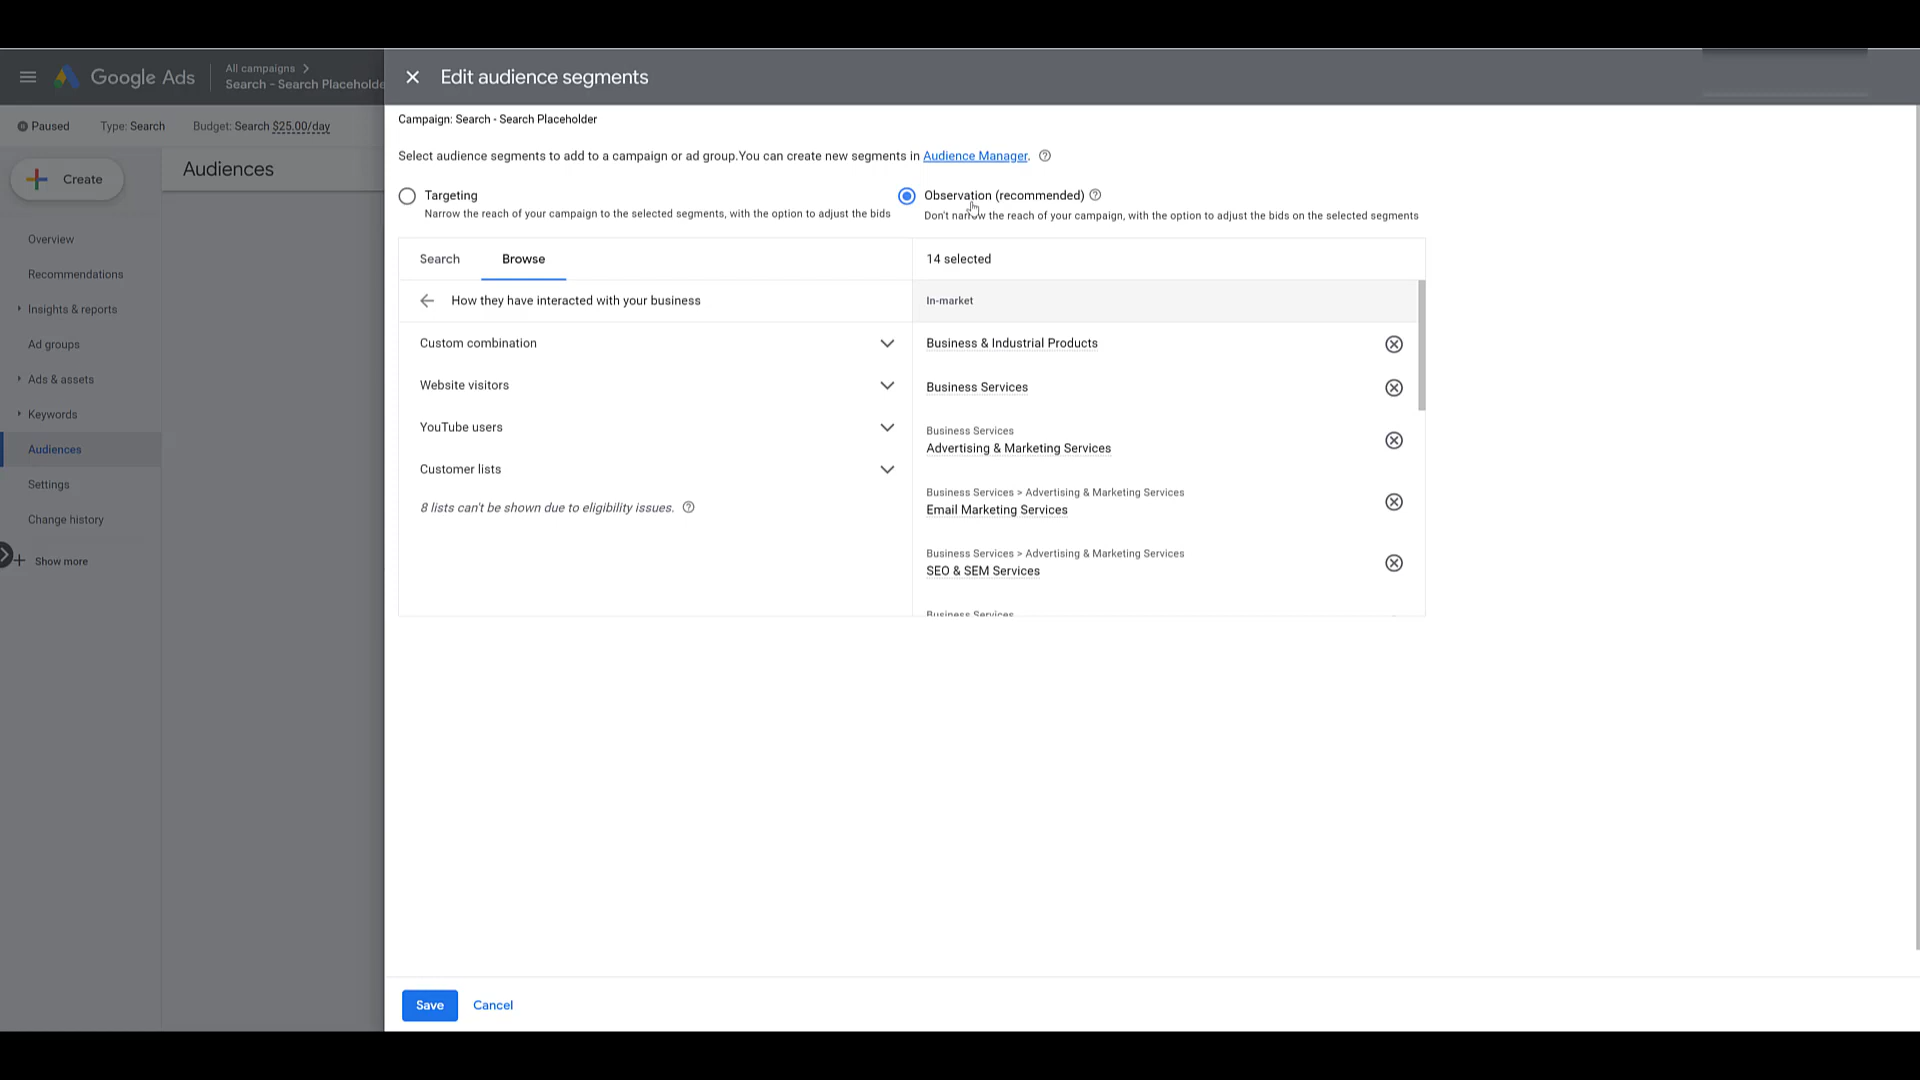 Google Ads
All campaigns
Search - Search Placeholde
Edit audience segments
Paused
Type: Search
Budget: Search $25.00/day
Create
Audiences
Overview
Recommendations
Insights & reports
Ad groups
Ads & assets
Keywords
Audiences
Settings
Change history
Show more
Campaign: Search - Search Placeholder
Select audience segments to add to a campaign or ad group.You can create new segments in Audience Manager.
Targeting
Narrow the reach of your campaign to the selected segments, with the option to adjust the bids
Observation (recommended)
Don't narrow the reach of your campaign, with the option to adjust the bids on the selected segments
Search
Browse
How they have interacted with your business
Custom combination
Website visitors
YouTube users
Customer lists
8 lists can't be shown due to eligibility issues.
14 selected
In-market
Business & Industrial Products
Business Services
Business Services
Advertising & Marketing Services
Business Services > Advertising & Marketing Services
Email Marketing Services
Business Services > Advertising & Marketing Services
SEO & SEM Services
Business Services
Save
Cancel